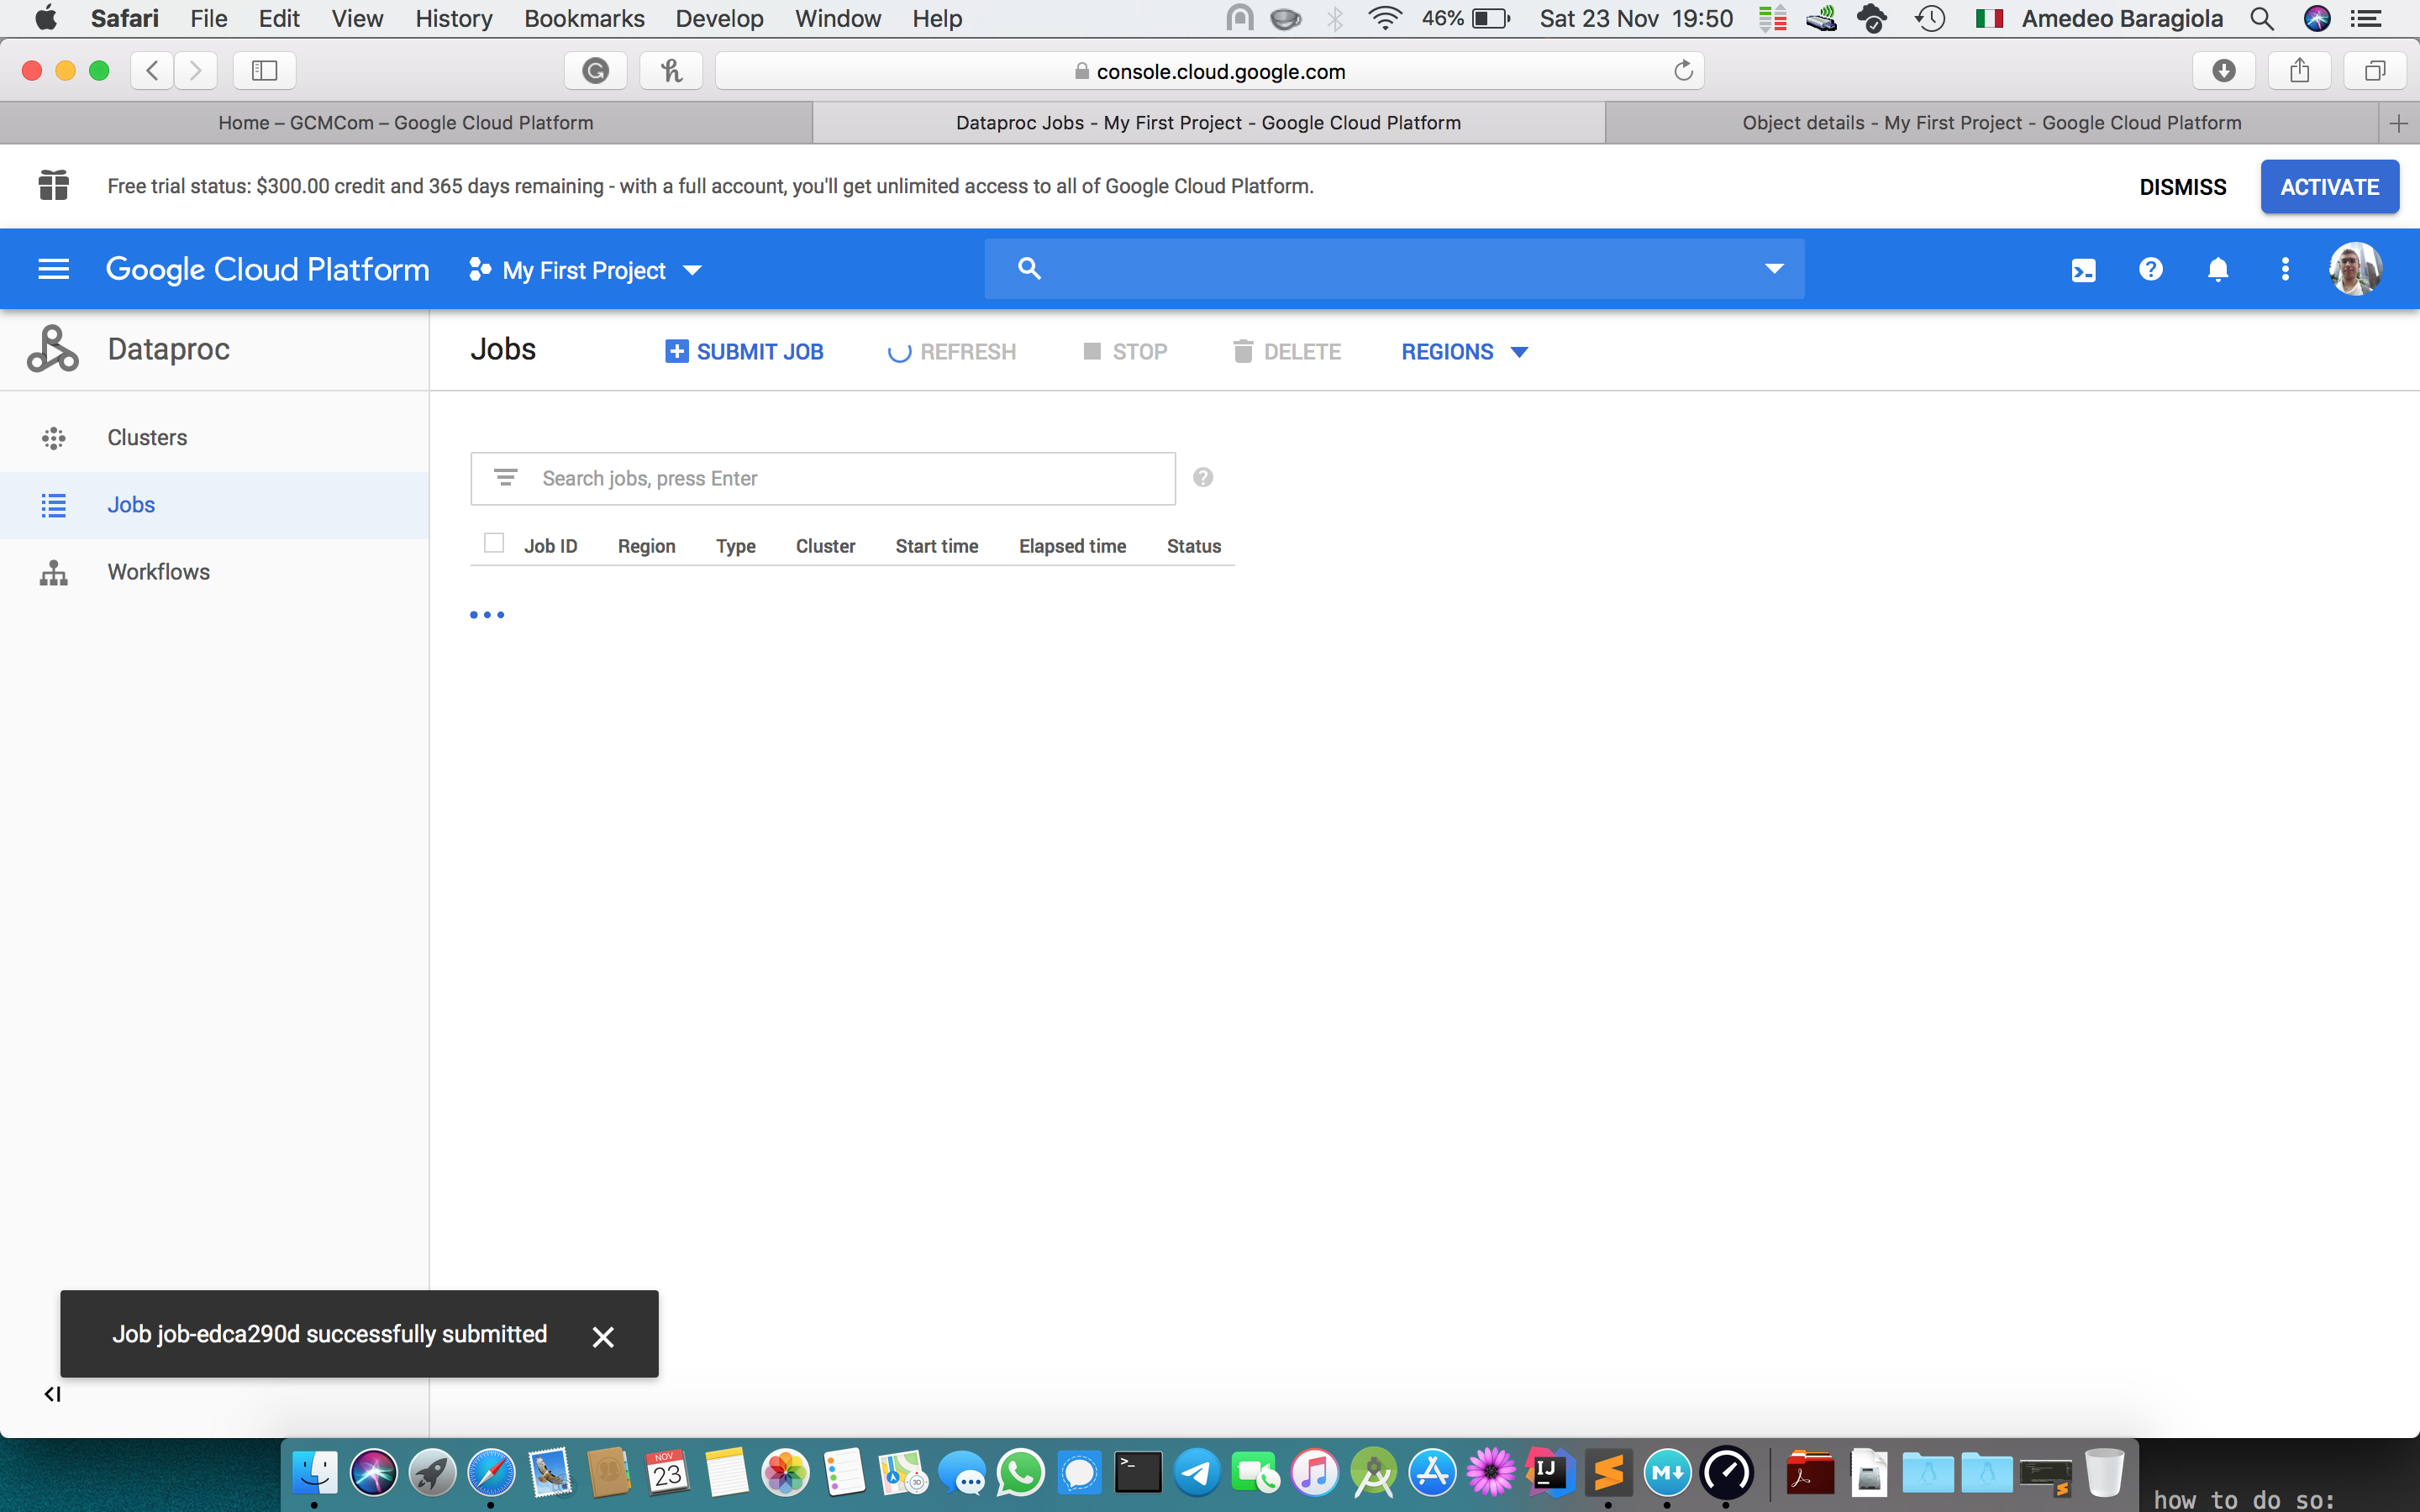 Safari File Edit View History Bookmarks Develop Window Help 46% Sat 23 Nov 19:50 Amedeo Baragiola
console.cloud.google.com
Home – GCMCom – Google Cloud Platform
Dataproc Jobs - My First Project - Google Cloud Platform
Object details - My First Project - Google Cloud Platform
Free trial status: $300.00 credit and 365 days remaining - with a full account, you'll get unlimited access to all of Google Cloud Platform.
DISMISS ACTIVATE
Google Cloud Platform My First Project
Dataproc
Jobs SUBMIT JOB REFRESH STOP DELETE REGIONS
Clusters
Jobs
Workflows
Search jobs, press Enter
Job ID Region Type Cluster Start time Elapsed time Status
Job job-edca290d successfully submitted
NOV
23
IJ
M
how to do so: